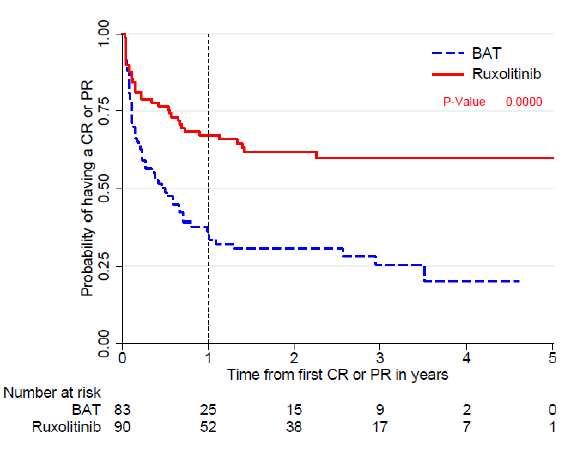 Probability of having a CR or PR
1.00
0.75
0.50
0.25
0.00
BAT
Ruxolitinib
P-Value 0.0000
0 1 2 3 4 5
Time from first CR or PR in years
Number at risk
BAT 83 25 15 9 2 0
Ruxolitinib 90 52 38 17 7 1